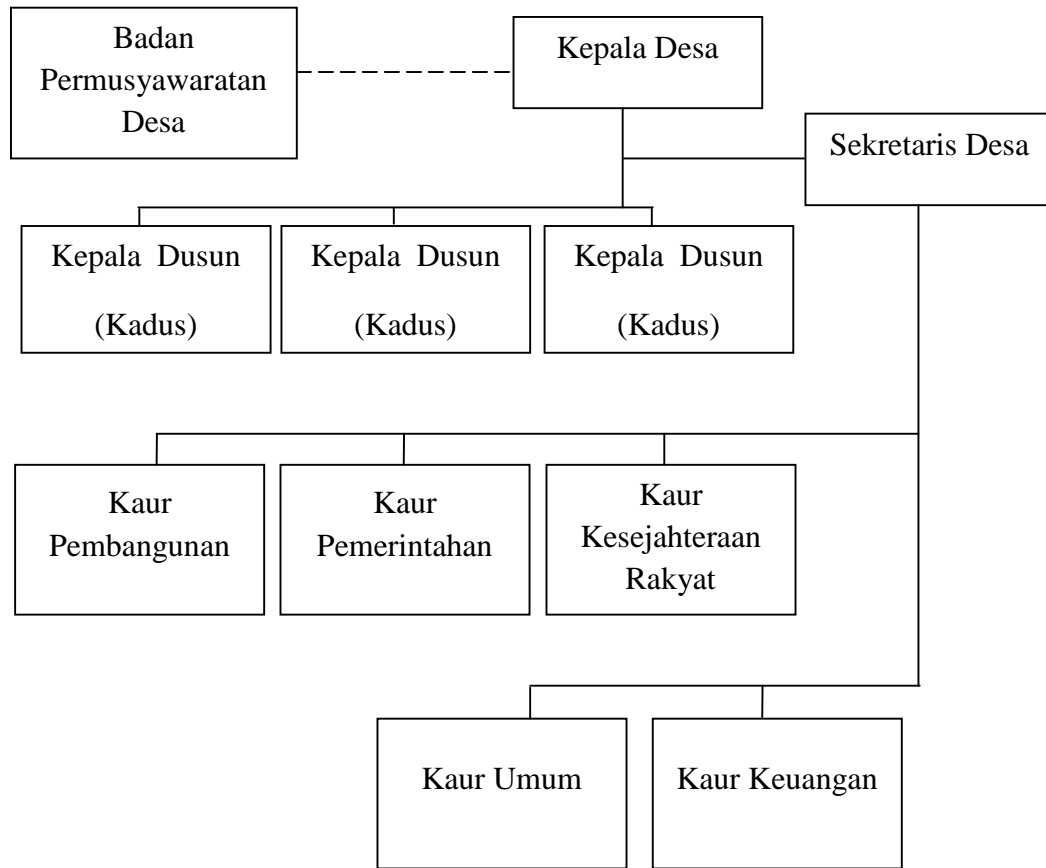 Badan
Permusyawaratan
Desa
Kepala Desa
Sekretaris Desa
Kepala Dusun
(Kadus)
Kepala Dusun
(Kadus)
Kepala Dusun
(Kadus)
Kaur
Pembangunan
Kaur
Pemerintahan
Kaur
Kesejahteraan
Rakyat
Kaur Umum
Kaur Keuangan